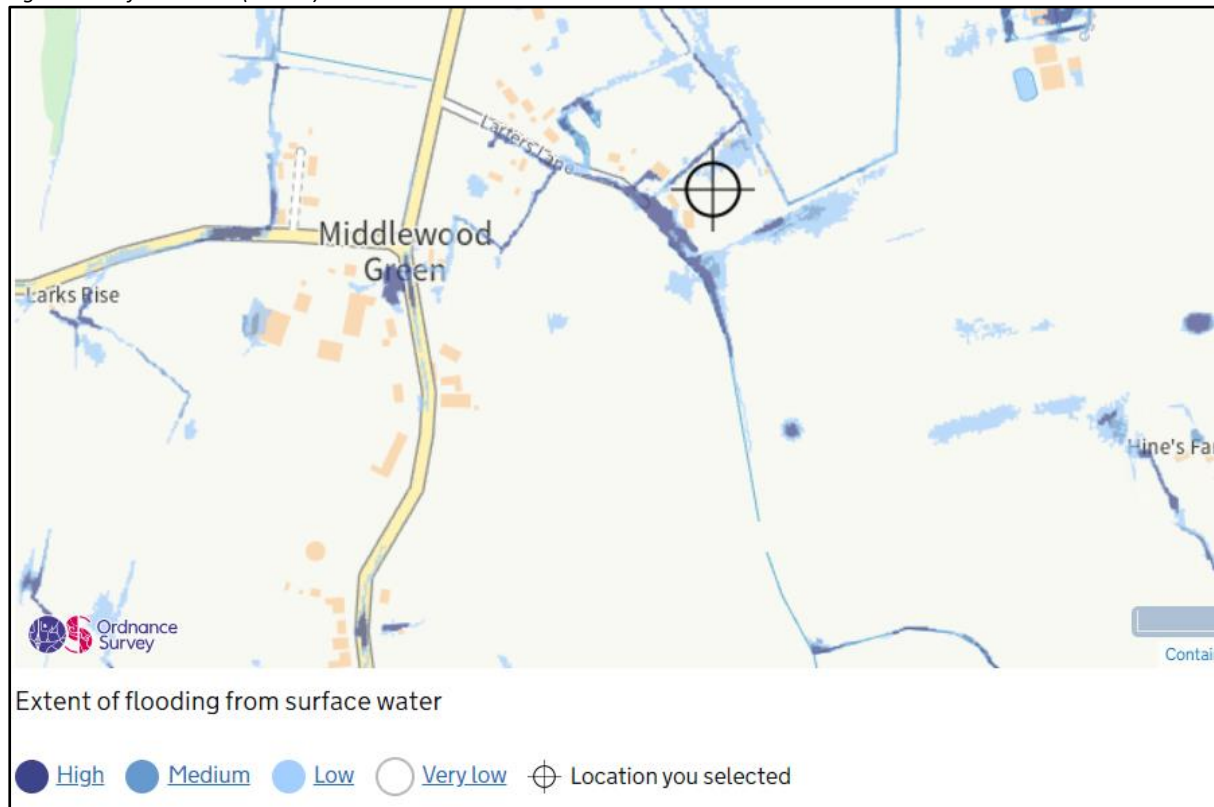 Larters Lane
Middlewood
Green
Larks Rise
Hine's Fa
Ordnance
Survey
Contai
Extent of flooding from surface water
High Medium Low Very low Location you selected